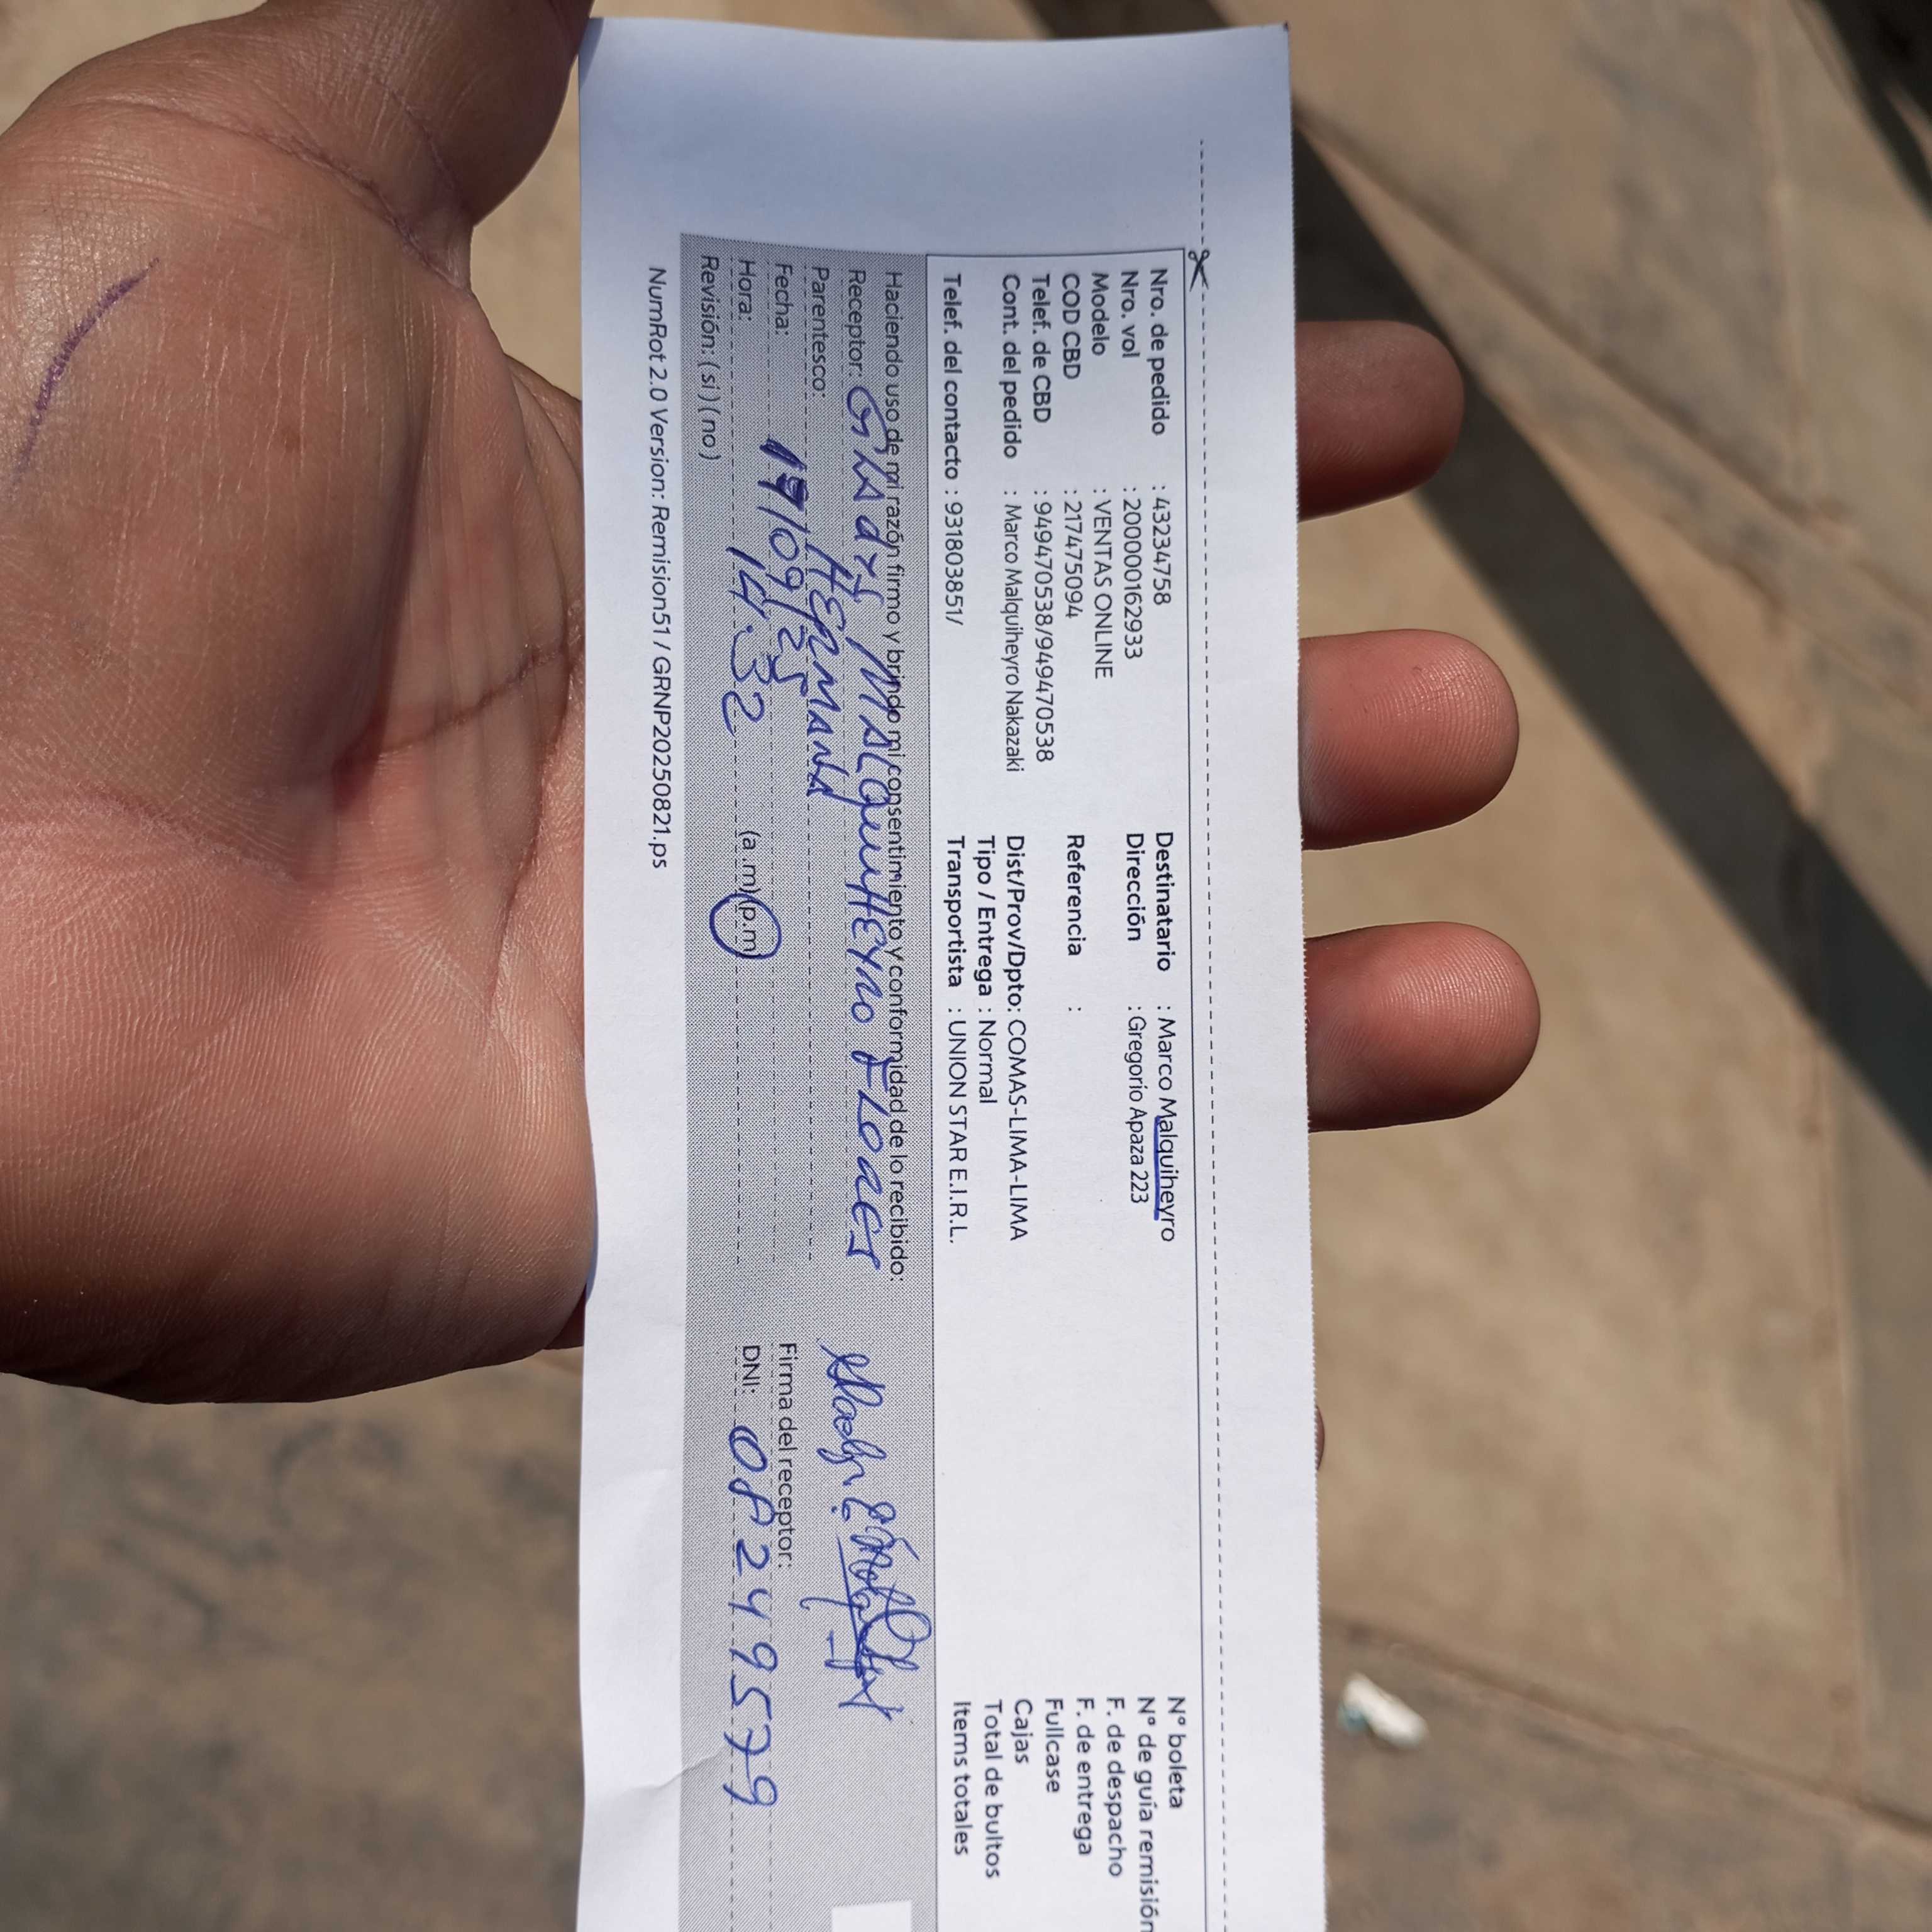 Nro. de pedido : 43234758
Nro. vol : 200000162933
Modelo : VENTAS ONLINE
COD CBD : 217475094
Telef. de CBD : 949470538/949470538
Cont. del pedido : Marco Malquiheyro Nakazaki
Telef. del contacto : 931803851/
Destinatario : Marco Malquiheyro
Dirección : Gregorio Apaza 223
Referencia :
Dist/Prov/Dpto: COMAS-LIMA-LIMA
Tipo / Entrega : Normal
Transportista : UNION STAR E.I.R.L.
N° boleta
N° de guía remisión
F. de despacho
F. de entrega
Fullcase
Cajas
Total de bultos
Items totales
Haciendo uso de mi razón firmo y brindo mi consentimiento y conformidad de lo recibido:
Receptor: GLADYS MALQUIHEYRO FLORES
Parentesco: HERMANA
Fecha: 19/09/25
Hora: 14.32 (a.m)(p.m)
Revisión: (si) (no)
Firma del receptor:
DNI: 08249579
NumRot 2.0 Version: Remision51 / GRNP20250821.ps